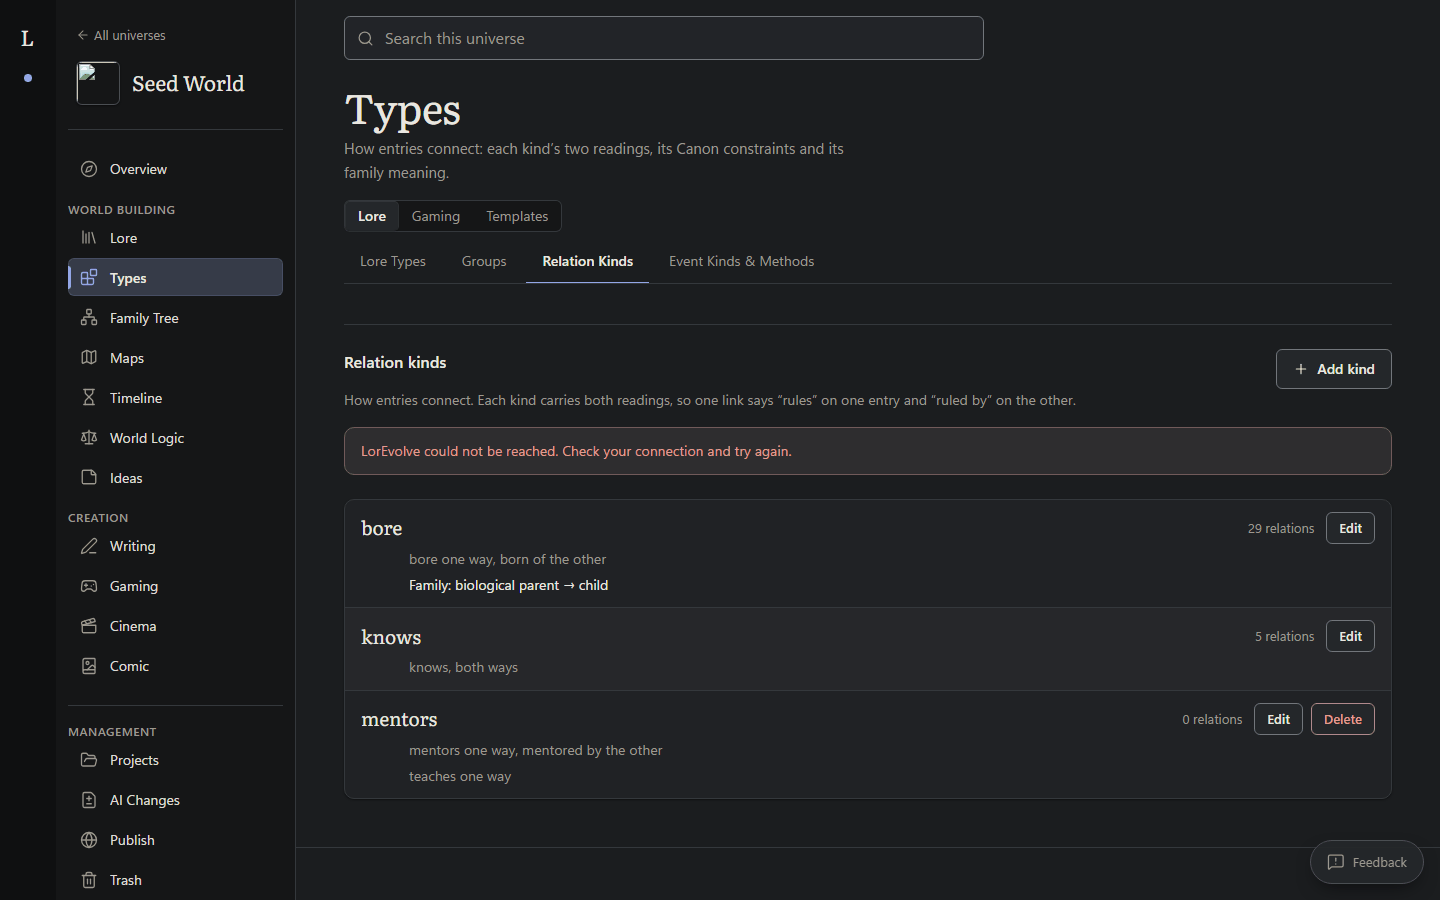 L
All universes
Seed World
Overview
WORLD BUILDING
Lore
Types
Family Tree
Maps
Timeline
World Logic
Ideas
CREATION
Writing
Gaming
Cinema
Comic
MANAGEMENT
Projects
AI Changes
Publish
Trash
Search this universe
Types
How entries connect: each kind’s two readings, its Canon constraints and its
family meaning.
Lore Gaming Templates
Lore Types Groups Relation Kinds Event Kinds & Methods
Relation kinds
Add kind
How entries connect. Each kind carries both readings, so one link says “rules” on one entry and “ruled by” on the other.
LorEvolve could not be reached. Check your connection and try again.
bore 29 relations Edit
bore one way, born of the other
Family: biological parent → child
knows 5 relations Edit
knows, both ways
mentors 0 relations Edit Delete
mentors one way, mentored by the other
teaches one way
Feedback